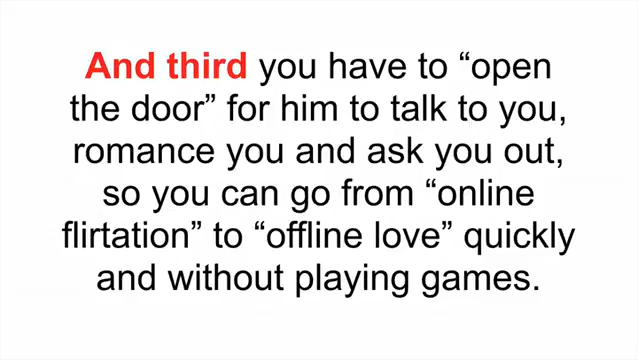 And third you have to “open
the door” for him to talk to you,
romance you and ask you out,
so you can go from “online
flirtation” to “offline love” quickly
and without playing games.